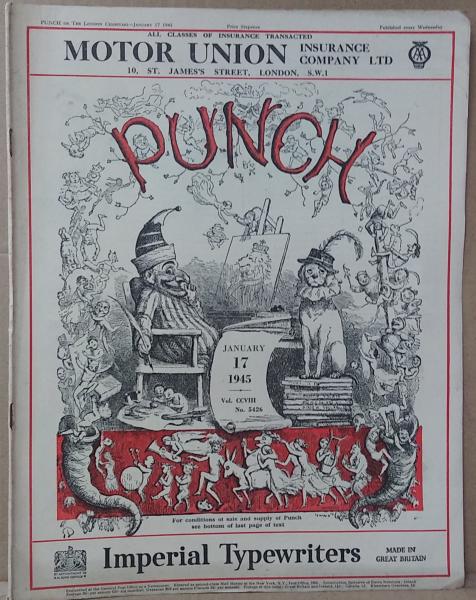 PUNCH or The London Charivari—January 17 1945 Price Sixpence Published every Wednesday
ALL CLASSES OF INSURANCE TRANSACTED
MOTOR UNION INSURANCE COMPANY LTD
10, ST. JAMES'S STREET, LONDON, S.W.1
AA
PUNCH
JANUARY
17
1945
Vol. CCVIII
No. 5426
For conditions of sale and supply of Punch
see bottom of last page of text
Imperial Typewriters
MADE IN
GREAT BRITAIN